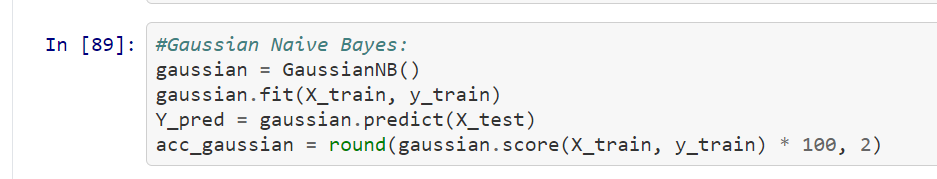 In [89]: #Gaussian Naive Bayes:
gaussian = GaussianNB()
gaussian.fit(X_train, y_train)
Y_pred = gaussian.predict(X_test)
acc_gaussian = round(gaussian.score(X_train, y_train) * 100, 2)